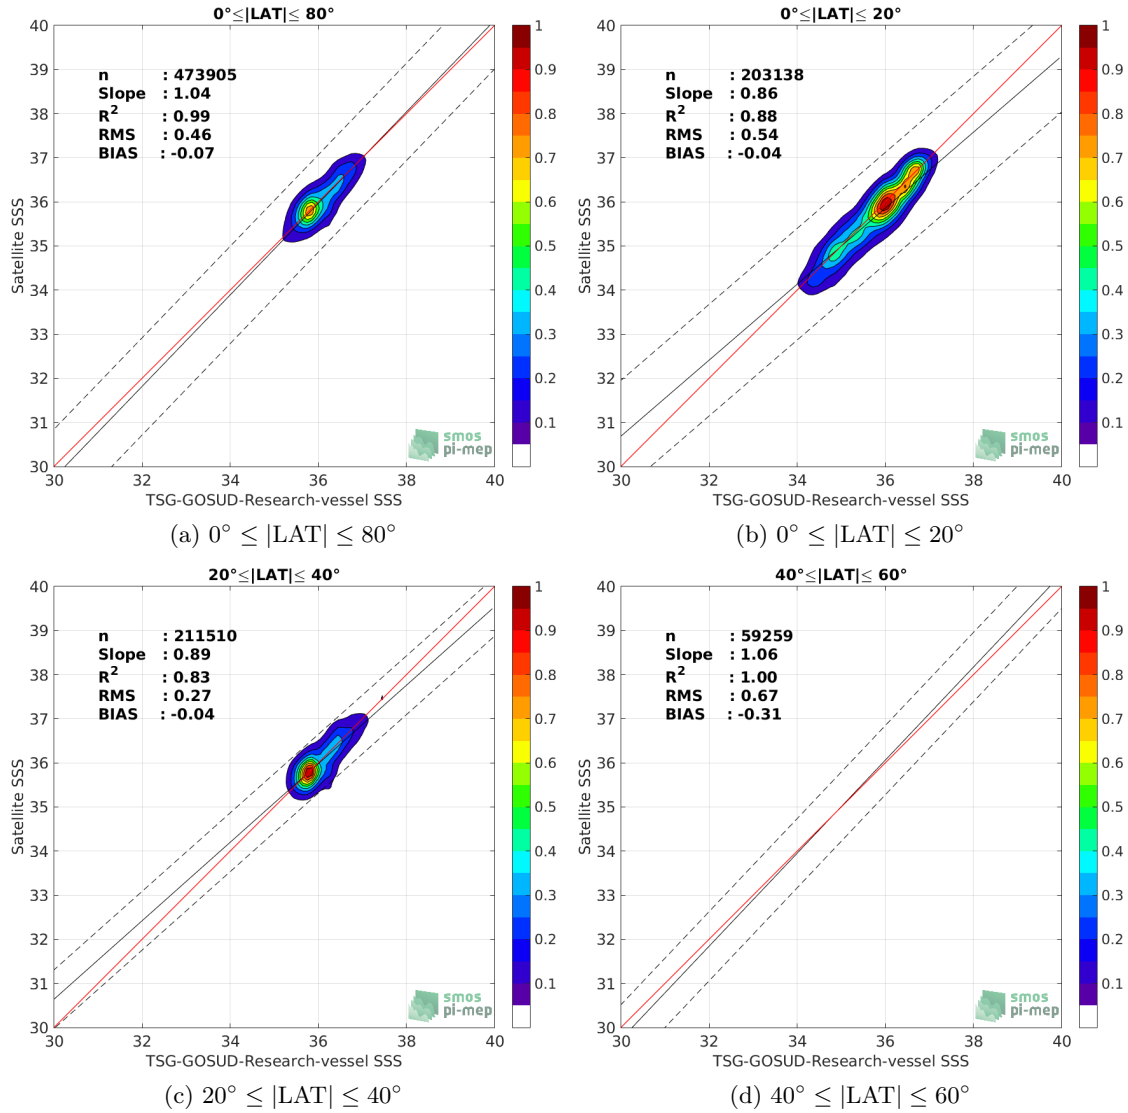 0°≤|LAT|≤ 80°
n : 473905
Slope : 1.04
R² : 0.99
RMS : 0.46
BIAS : -0.07
40
39
38
37
36
35
34
33
32
31
30
30 32 34 36 38 40
Satellite SSS
TSG-GOSUD-Research-vessel SSS
1
0.9
0.8
0.7
0.6
0.5
0.4
0.3
0.2
0.1
smos
pi-mep
(a) 0° ≤ |LAT| ≤ 80°
0°≤|LAT|≤ 20°
n : 203138
Slope : 0.86
R² : 0.88
RMS : 0.54
BIAS : -0.04
40
39
38
37
36
35
34
33
32
31
30
30 32 34 36 38 40
Satellite SSS
TSG-GOSUD-Research-vessel SSS
1
0.9
0.8
0.7
0.6
0.5
0.4
0.3
0.2
0.1
smos
pi-mep
(b) 0° ≤ |LAT| ≤ 20°
20°≤|LAT|≤ 40°
n : 211510
Slope : 0.89
R² : 0.83
RMS : 0.27
BIAS : -0.04
40
39
38
37
36
35
34
33
32
31
30
30 32 34 36 38 40
Satellite SSS
TSG-GOSUD-Research-vessel SSS
1
0.9
0.8
0.7
0.6
0.5
0.4
0.3
0.2
0.1
smos
pi-mep
(c) 20° ≤ |LAT| ≤ 40°
40°≤|LAT|≤ 60°
n : 59259
Slope : 1.06
R² : 1.00
RMS : 0.67
BIAS : -0.31
40
39
38
37
36
35
34
33
32
31
30
30 32 34 36 38 40
Satellite SSS
TSG-GOSUD-Research-vessel SSS
1
0.9
0.8
0.7
0.6
0.5
0.4
0.3
0.2
0.1
smos
pi-mep
(d) 40° ≤ |LAT| ≤ 60°